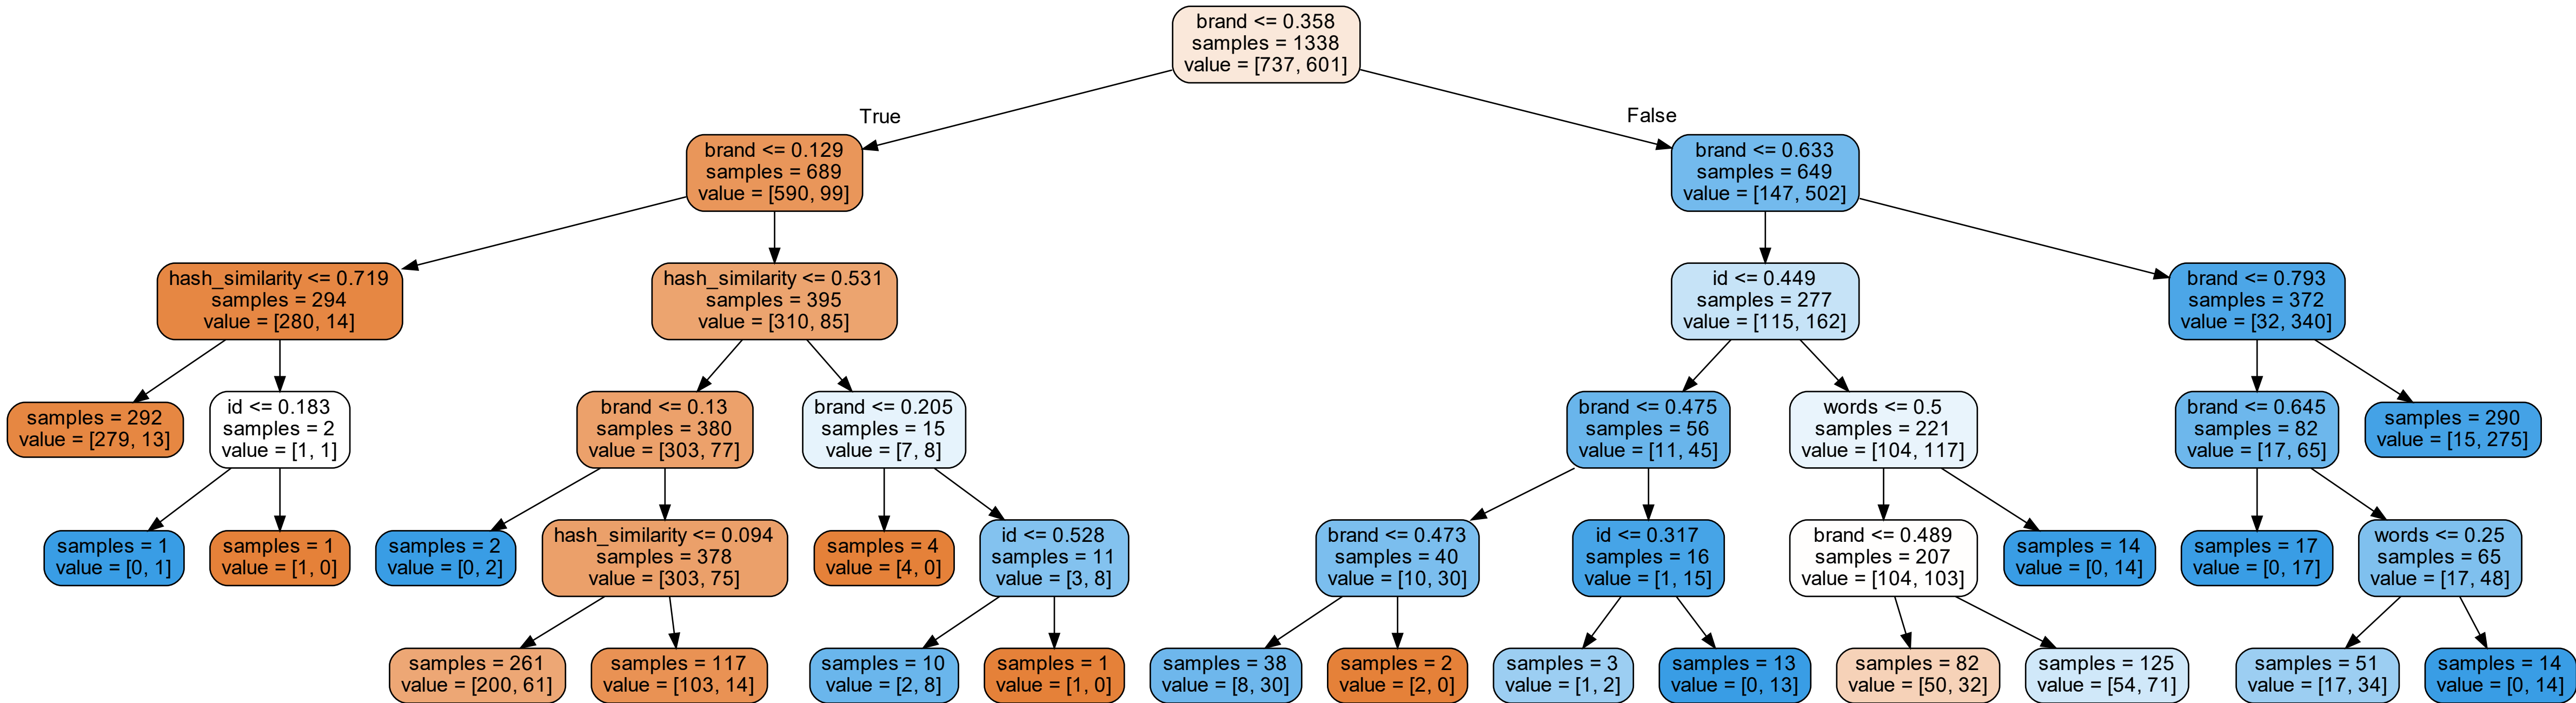 brand <= 0.358
samples = 1338
value = [737, 601]
True
False
brand <= 0.129
samples = 689
value = [590, 99]
brand <= 0.633
samples = 649
value = [147, 502]
hash_similarity <= 0.719
samples = 294
value = [280, 14]
hash_similarity <= 0.531
samples = 395
value = [310, 85]
id <= 0.449
samples = 277
value = [115, 162]
brand <= 0.793
samples = 372
value = [32, 340]
samples = 292
value = [279, 13]
id <= 0.183
samples = 2
value = [1, 1]
brand <= 0.13
samples = 380
value = [303, 77]
brand <= 0.205
samples = 15
value = [7, 8]
brand <= 0.475
samples = 56
value = [11, 45]
words <= 0.5
samples = 221
value = [104, 117]
brand <= 0.645
samples = 82
value = [17, 65]
samples = 290
value = [15, 275]
samples = 1
value = [0, 1]
samples = 1
value = [1, 0]
samples = 2
value = [0, 2]
hash_similarity <= 0.094
samples = 378
value = [303, 75]
samples = 4
value = [4, 0]
id <= 0.528
samples = 11
value = [3, 8]
brand <= 0.473
samples = 40
value = [10, 30]
id <= 0.317
samples = 16
value = [1, 15]
brand <= 0.489
samples = 207
value = [104, 103]
samples = 14
value = [0, 14]
samples = 17
value = [0, 17]
words <= 0.25
samples = 65
value = [17, 48]
samples = 261
value = [200, 61]
samples = 117
value = [103, 14]
samples = 10
value = [2, 8]
samples = 1
value = [1, 0]
samples = 38
value = [8, 30]
samples = 2
value = [2, 0]
samples = 3
value = [1, 2]
samples = 13
value = [0, 13]
samples = 82
value = [50, 32]
samples = 125
value = [54, 71]
samples = 51
value = [17, 34]
samples = 14
value = [0, 14]